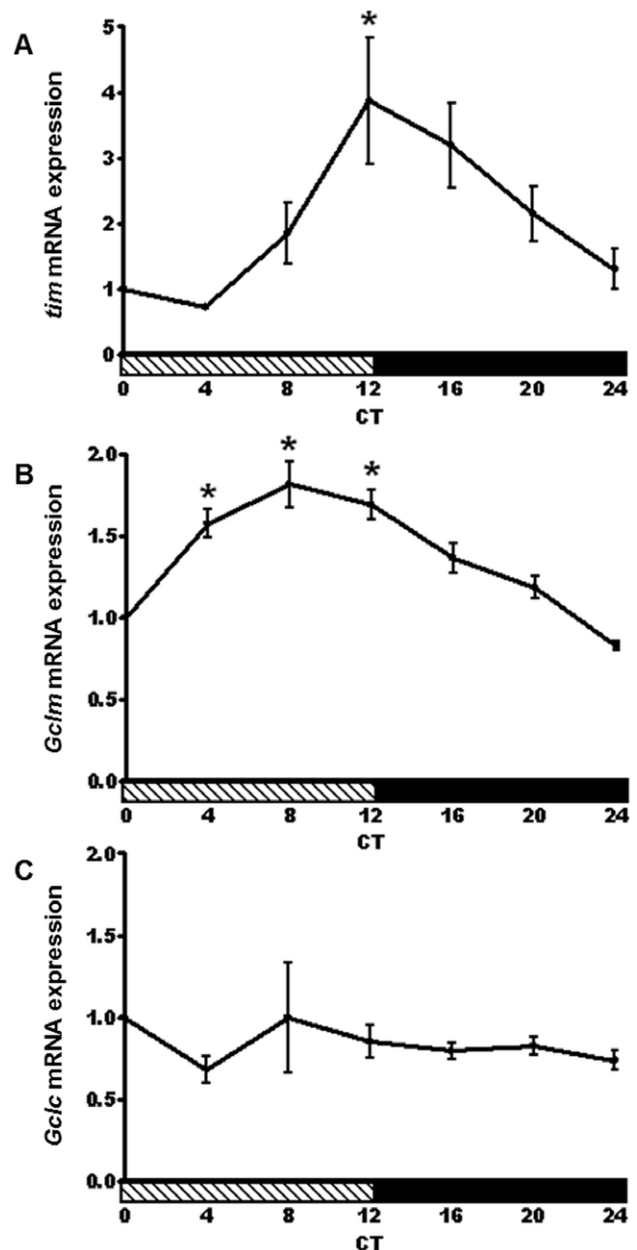 A
*
5
4
3
2
1
0
tim mRNA expression
0 4 8 12 16 20 24
CT
B
* * *
2.0
1.5
1.0
0.5
0.0
Gclm mRNA expression
0 4 8 12 16 20 24
CT
C
2.0
1.5
1.0
0.5
0.0
Gclc mRNA expression
0 4 8 12 16 20 24
CT